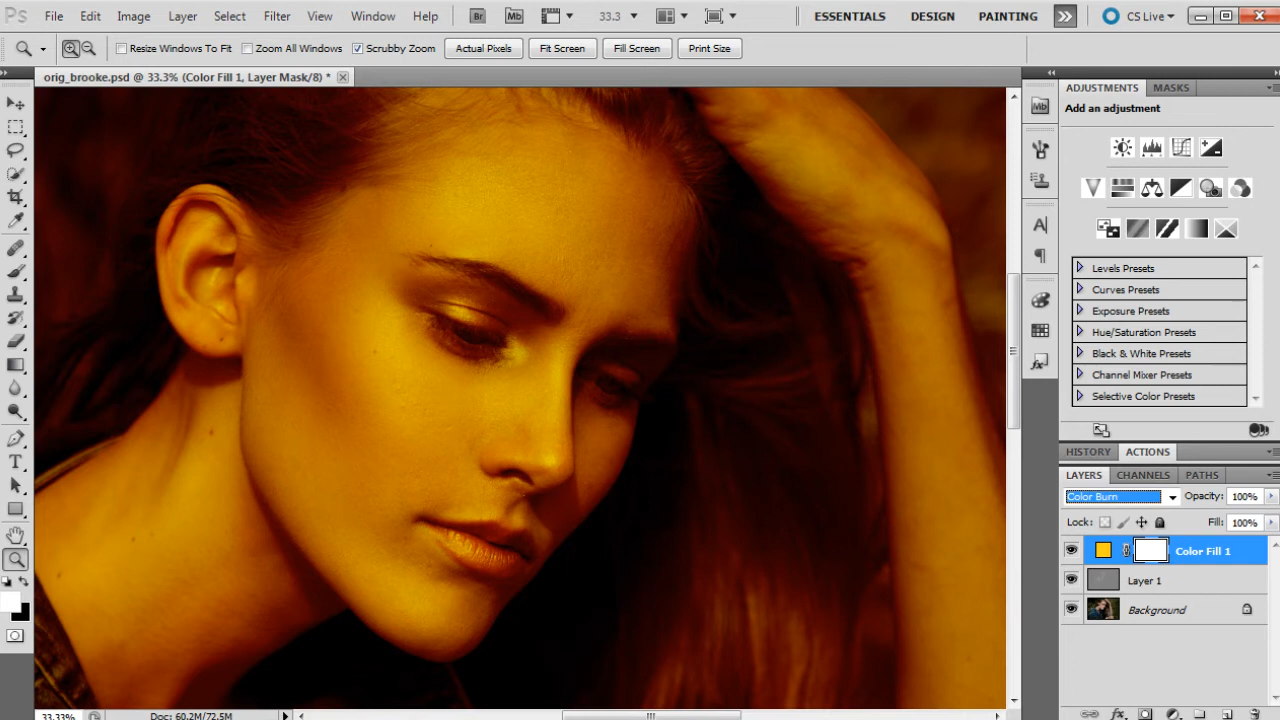 Ps File Edit Image Layer Select Filter View Window Help Br Mb 33.3 ESSENTIALS DESIGN PAINTING CS Live
Resize Windows To Fit Zoom All Windows Scrubby Zoom Actual Pixels Fit Screen Fill Screen Print Size
orig_brooke.psd @ 33.3% (Color Fill 1, Layer Mask/8) *
ADJUSTMENTS MASKS
Add an adjustment
Mb
Levels Presets
Curves Presets
Exposure Presets
Hue/Saturation Presets
Black & White Presets
Channel Mixer Presets
Selective Color Presets
HISTORY ACTIONS
LAYERS CHANNELS PATHS
Color Burn Opacity: 100%
Lock: Fill: 100%
Color Fill 1
Layer 1
Background
33.33% Doc: 60.2M/72.5M